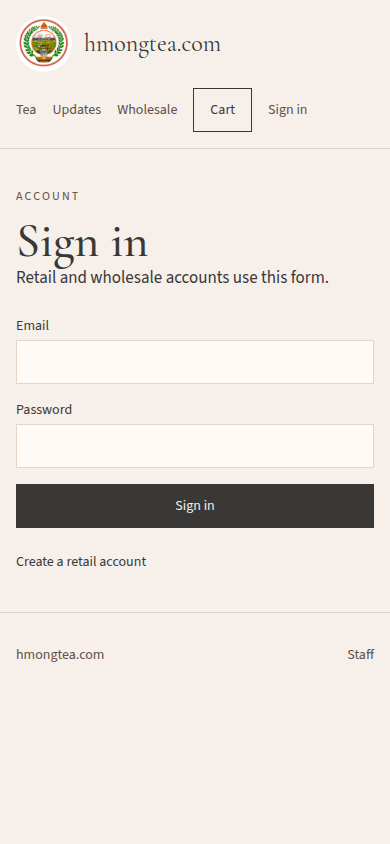 hmongtea.com
Tea Updates Wholesale Cart Sign in
ACCOUNT
Sign in
Retail and wholesale accounts use this form.
Email
Password
Sign in
Create a retail account
hmongtea.com Staff